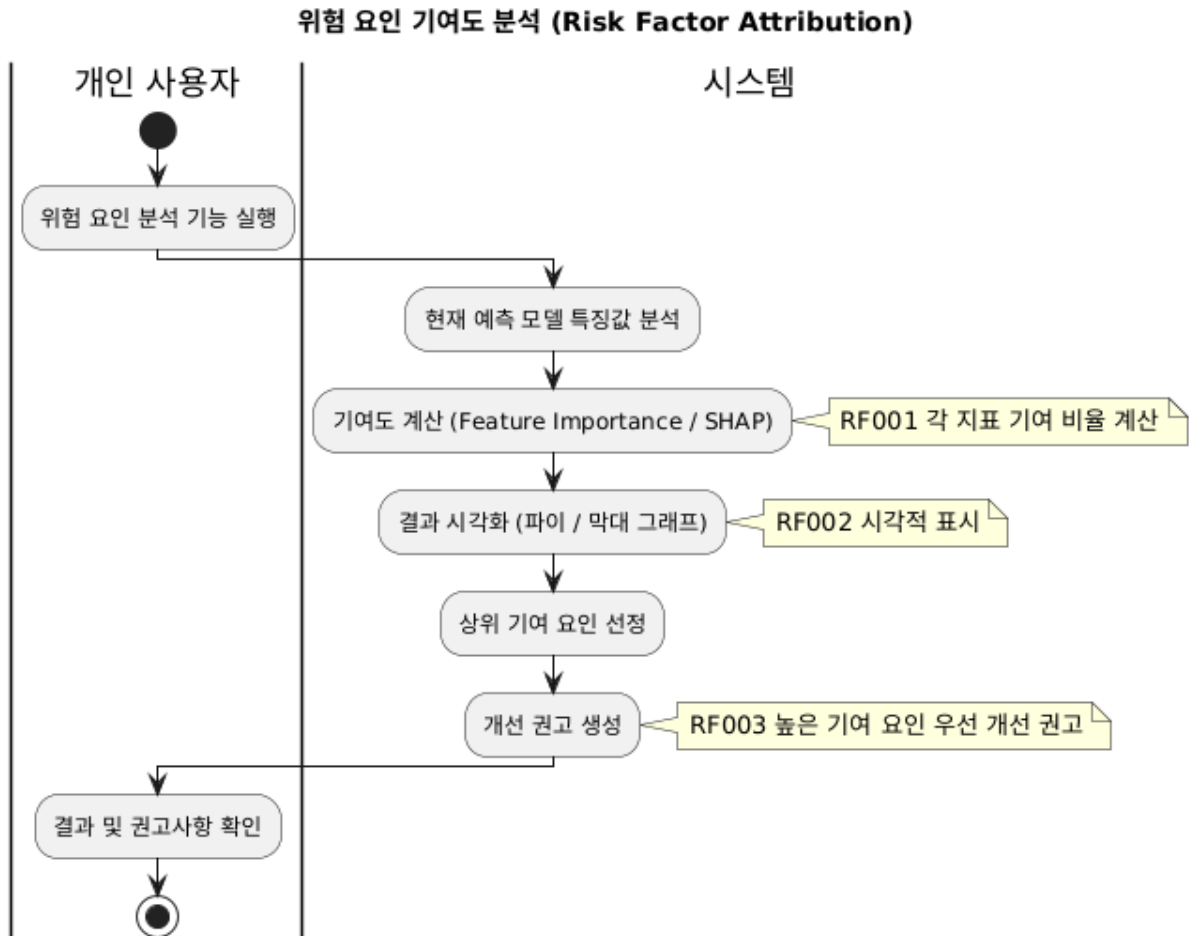 위험 요인 기여도 분석 (Risk Factor Attribution)
개인 사용자
시스템
위험 요인 분석 기능 실행
현재 예측 모델 특징값 분석
기여도 계산 (Feature Importance / SHAP)
RF001 각 지표 기여 비율 계산
결과 시각화 (파이 / 막대 그래프)
RF002 시각적 표시
상위 기여 요인 선정
개선 권고 생성
RF003 높은 기여 요인 우선 개선 권고
결과 및 권고사항 확인